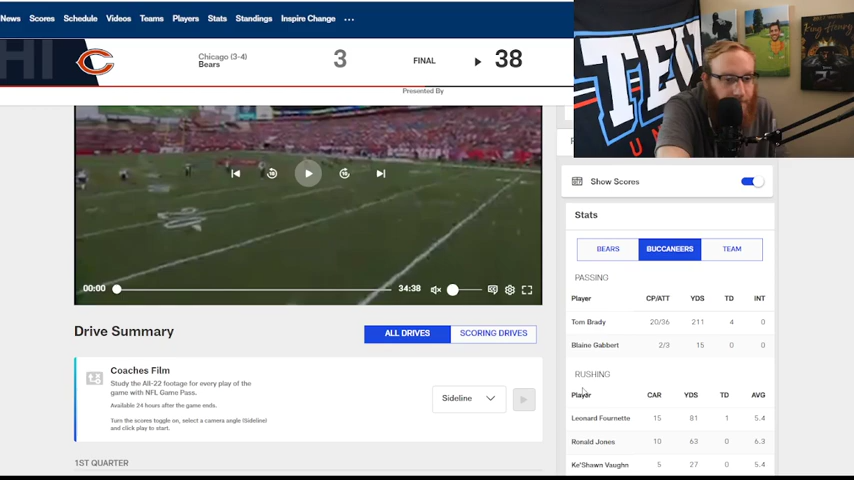 News Scores Schedule Videos Teams Players Stats Standings Inspire Change ...
Chicago (3-4)
Bears
3
FINAL
38
Presented By
00:00
34:38
Drive Summary
ALL DRIVES
SCORING DRIVES
Coaches Film
Study the All-22 footage for every play of the
game with NFL Game Pass.
Available 24 hours after the game ends.
Turn the scores toggle on, select a camera angle (Sideline)
and click play to start.
Sideline
1ST QUARTER
Show Scores
Stats
BEARS BUCCANEERS TEAM
PASSING
Player CP/ATT YDS TD INT
Tom Brady 20/36 211 4 0
Blaine Gabbert 2/3 15 0 0
RUSHING
Player CAR YDS TD AVG
Leonard Fournette 15 81 1 5.4
Ronald Jones 10 63 0 6.3
Ke'Shawn Vaughn 5 27 0 5.4